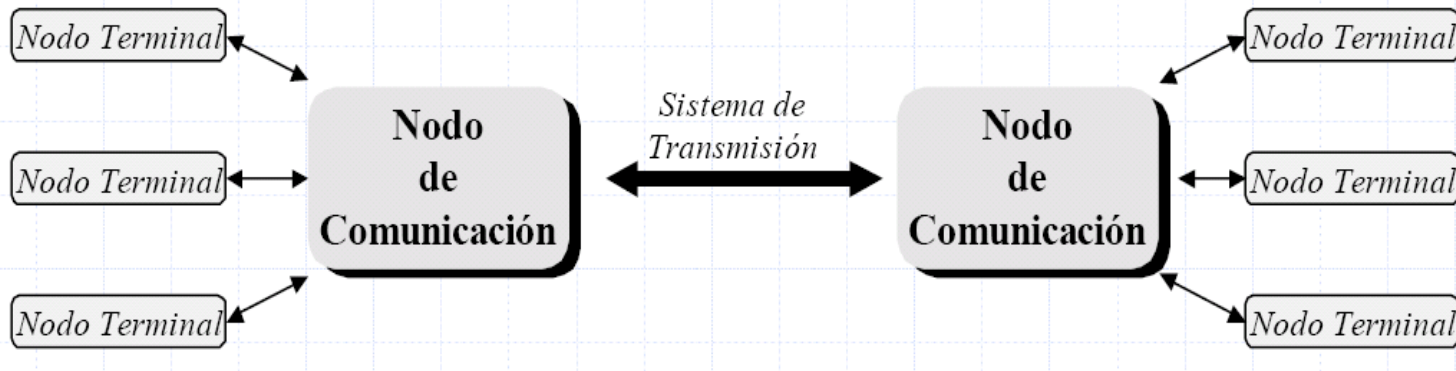 Nodo Terminal
Nodo Terminal
Nodo Terminal
Nodo
de
Comunicación
Sistema de
Transmisión
Nodo
de
Comunicación
Nodo Terminal
Nodo Terminal
Nodo Terminal